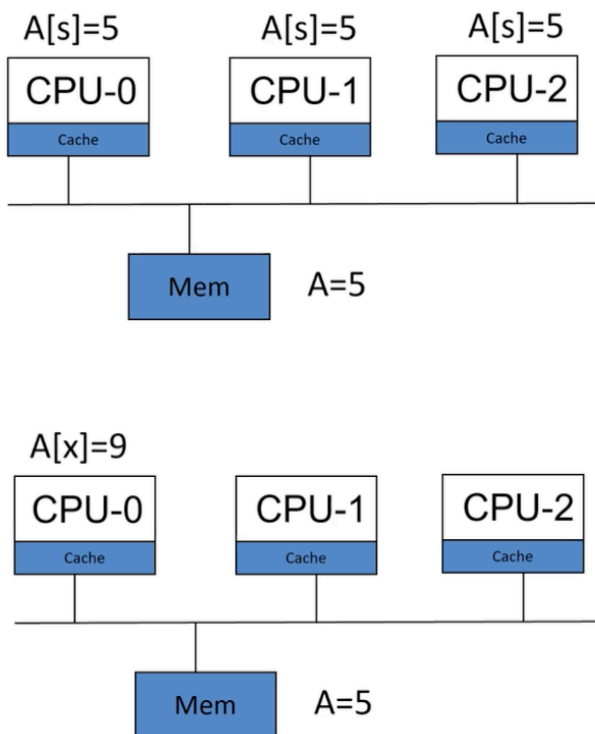 A[s]=5 A[s]=5 A[s]=5
CPU-0 CPU-1 CPU-2
Cache Cache Cache
Mem A=5
A[x]=9
CPU-0 CPU-1 CPU-2
Cache Cache Cache
Mem A=5